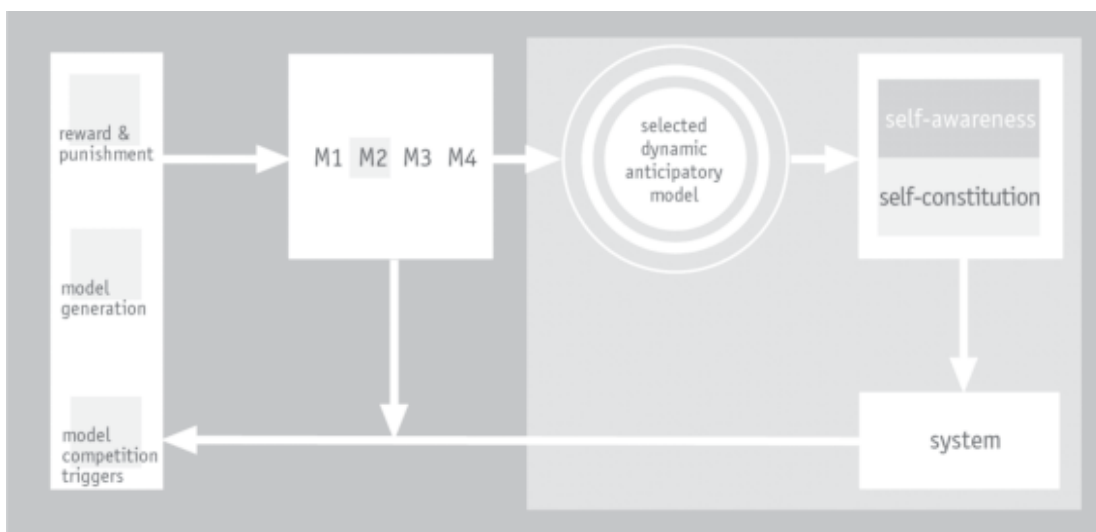 reward &
punishment
model
generation
model
competition
triggers
M1 M2 M3 M4
selected
dynamic
anticipatory
model
self-awareness
self-constitution
system